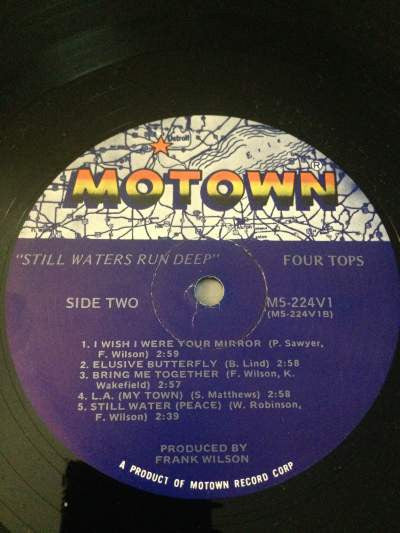 Detroit
MOTOWN®
"STILL WATERS RUN DEEP"
FOUR TOPS
SIDE TWO
M5-224V1
(M5-224V1B)
1. I WISH I WERE YOUR MIRROR (P. Sawyer,
F. Wilson) 2:59
2. ELUSIVE BUTTERFLY (B. Lind) 2:58
3. BRING ME TOGETHER (F. Wilson, K.
Wakefield) 2:57
4. L.A. (MY TOWN) (S. Matthews) 2:58
5. STILL WATER (PEACE) (W. Robinson,
F. Wilson) 2:39
PRODUCED BY
FRANK WILSON
A PRODUCT OF MOTOWN RECORD CORP